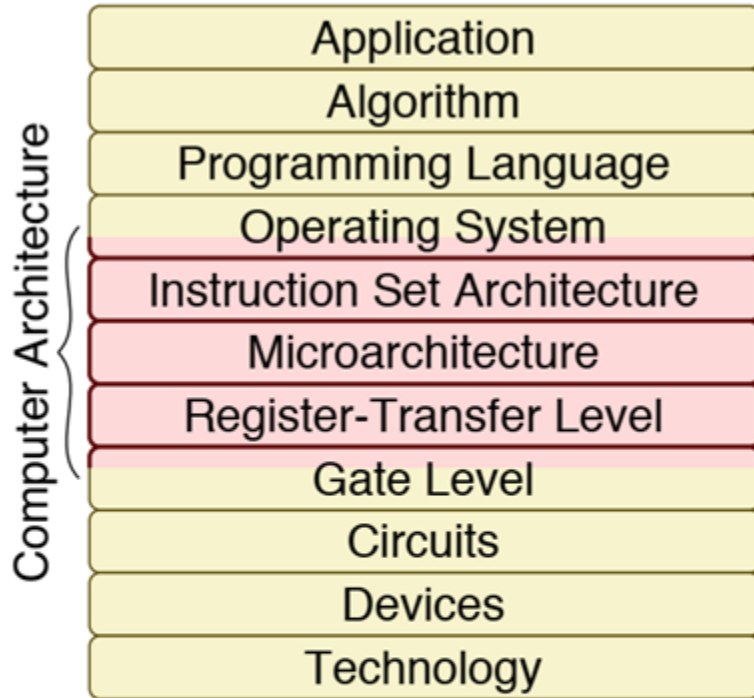 Application
Algorithm
Programming Language
Operating System
Instruction Set Architecture
Microarchitecture
Register-Transfer Level
Gate Level
Circuits
Devices
Technology
Computer Architecture